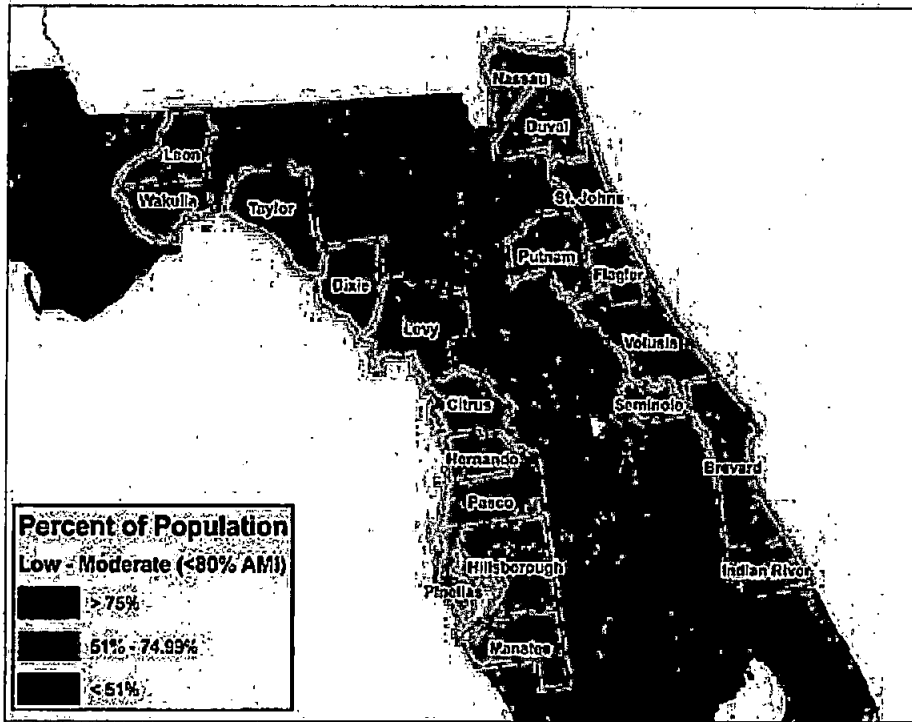 Nassau
Duval
Leon
Wakulla
Taylor
St. Johns
Putnam
Flagler
Dixie
Levy
Volusia
Citrus
Seminole
Hernando
Brevard
Pasco
Hillsborough
Indian River
Pinellas
Manatee
Percent of Population
Low - Moderate (<80% AMI)
> 75%
51% - 74.99%
< 51%